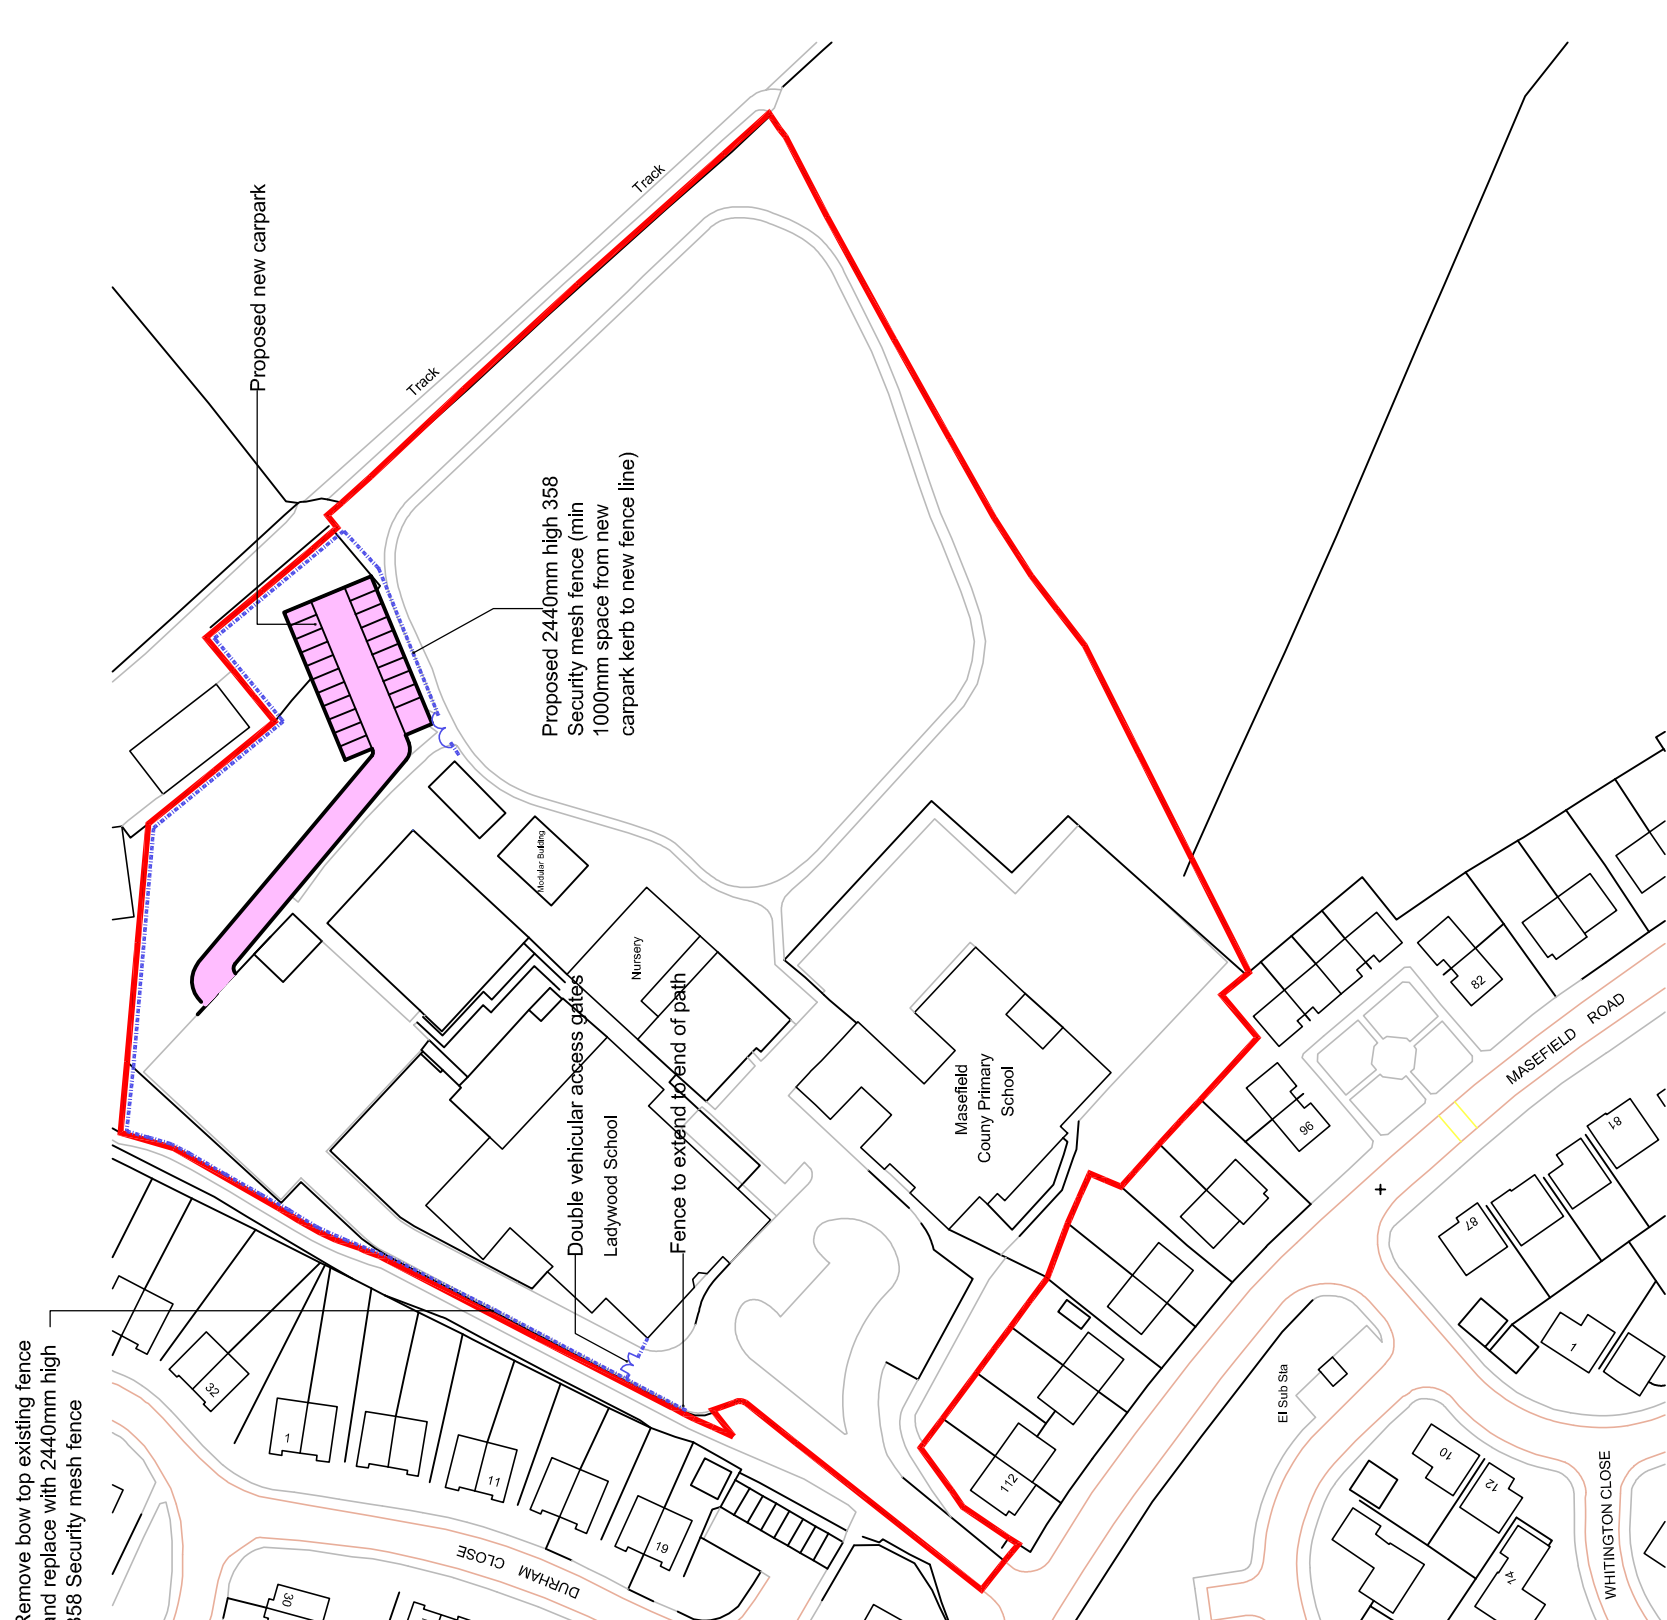 Proposed new carpark
Track
Track
Proposed 2440mm high 358
Security mesh fence (min
1000mm space from new
carpark kerb to new fence line)
Modular Building
Nursery
Double vehicular access gates
Ladywood School
Fence to extend to end of path
Masefield
Couny Primary
School
Remove bow top existing fence
and replace with 2440mm high
358 Security mesh fence
MASEFIELD ROAD
82
96
81
87
1
El Sub Sta
112
10
12
14
WHITINGTON CLOSE
32
1
11
19
30
DURHAM CLOSE